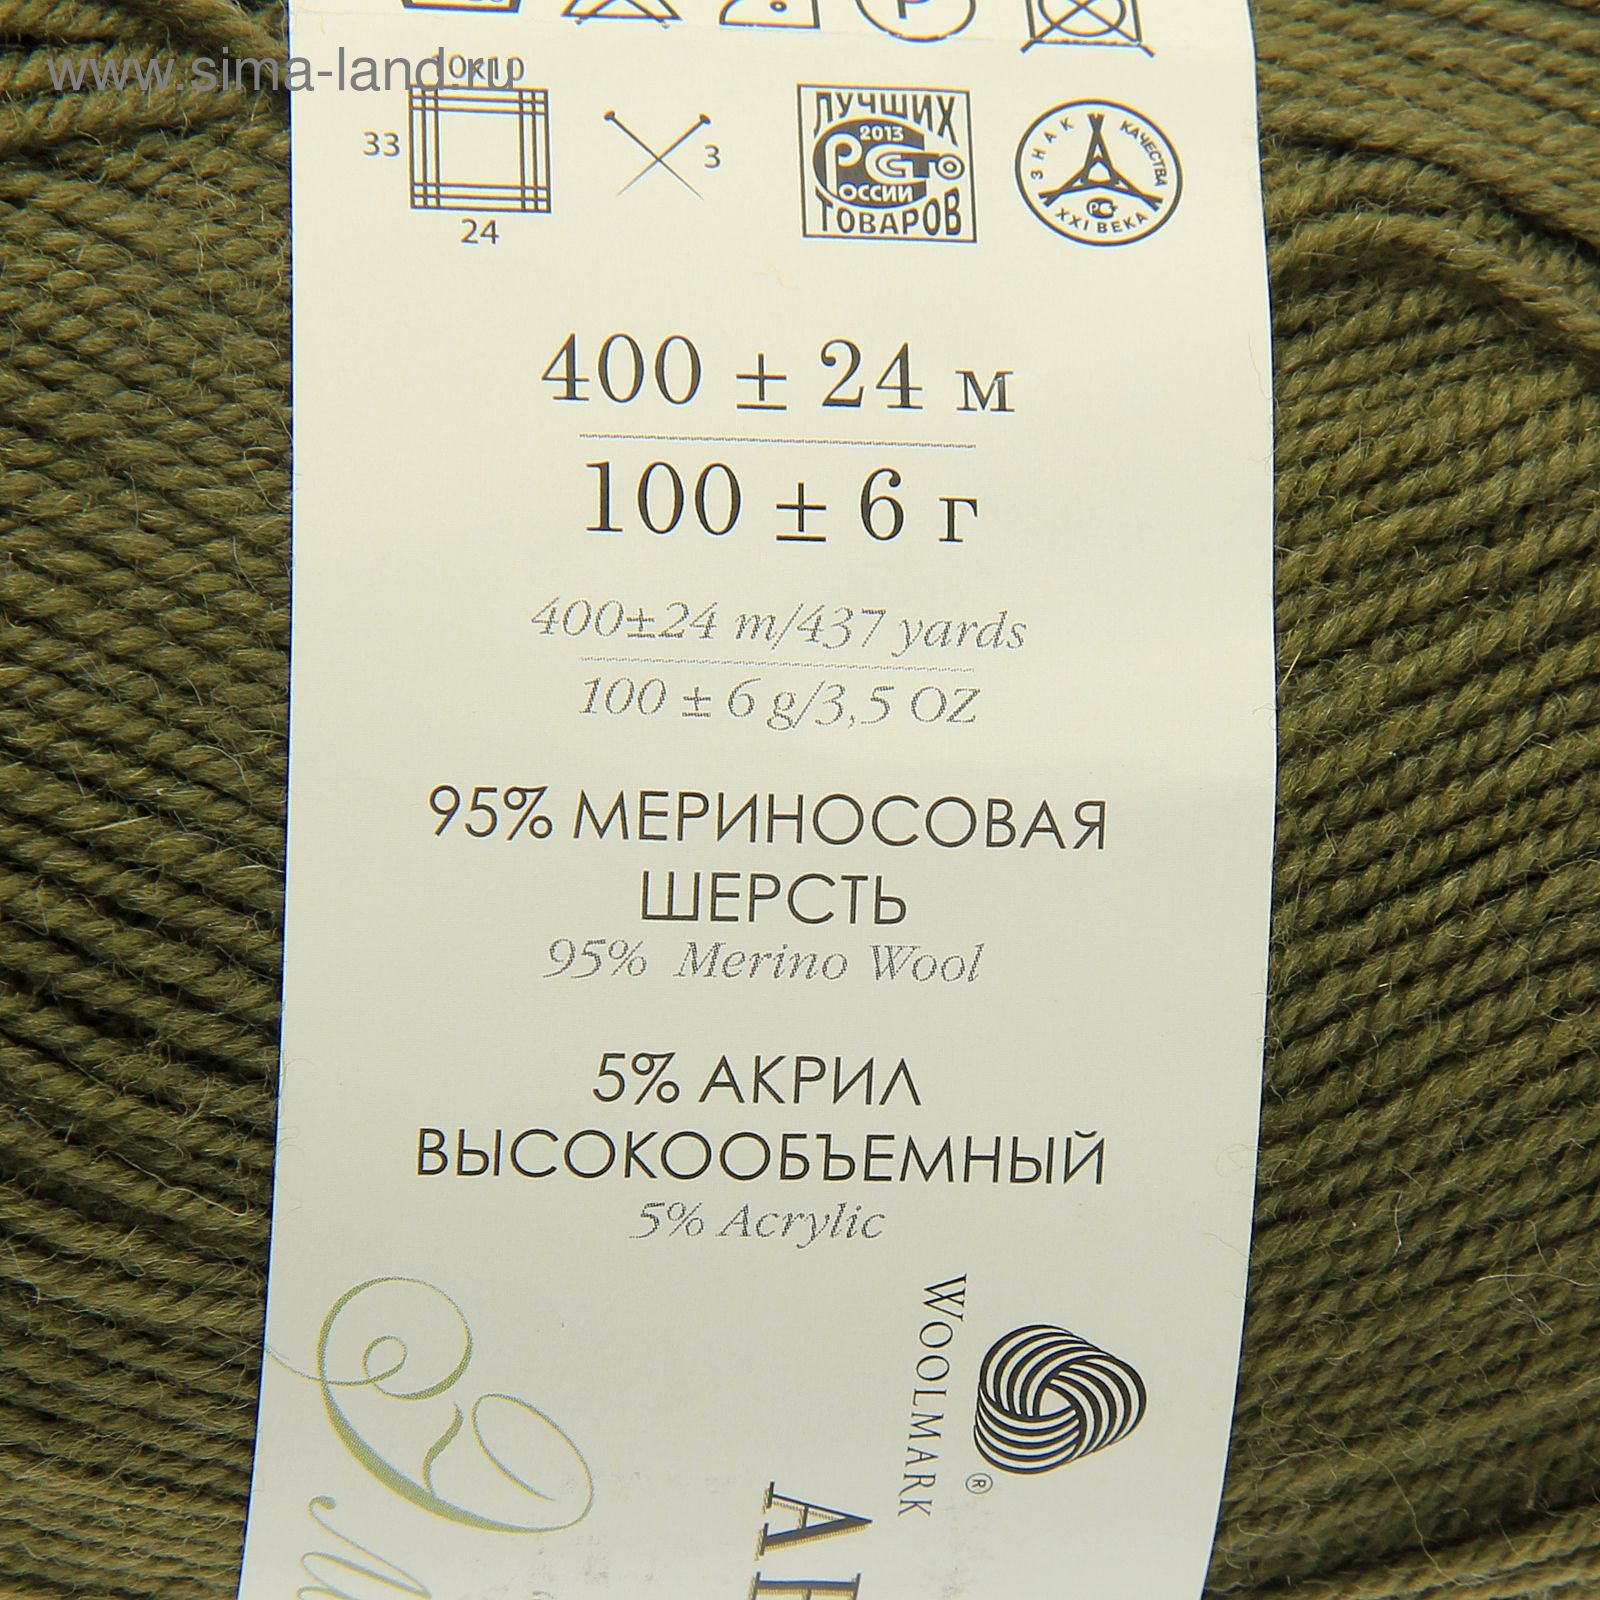 www.sima-land.ru
10x10
33
24
3
ЛУЧШИХ
2013
РСТО
РОССИИ
ТОВАРОВ
ЗНАК КАЧЕСТВА
XXI ВЕКА
400 ± 24 м
100 ± 6 г
400±24 m/437 yards
100 ± 6 g/3,5 OZ
95% МЕРИНОСОВАЯ
ШЕРСТЬ
95% Merino Wool
5% АКРИЛ
ВЫСОКООБЪЕМНЫЙ
5% Acrylic
WOOLMARK
®